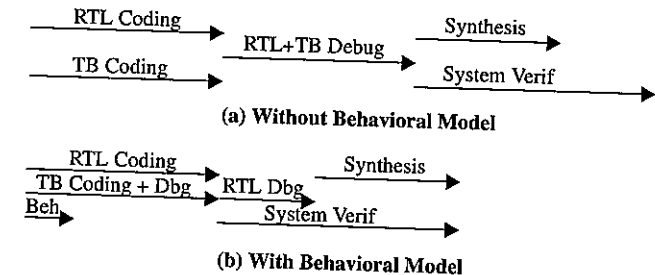 RTL Coding
Synthesis
RTL+TB Debug
TB Coding
System Verif
(a) Without Behavioral Model
RTL Coding
Synthesis
TB Coding + Dbg
RTL Dbg
Beh
System Verif
(b) With Behavioral Model